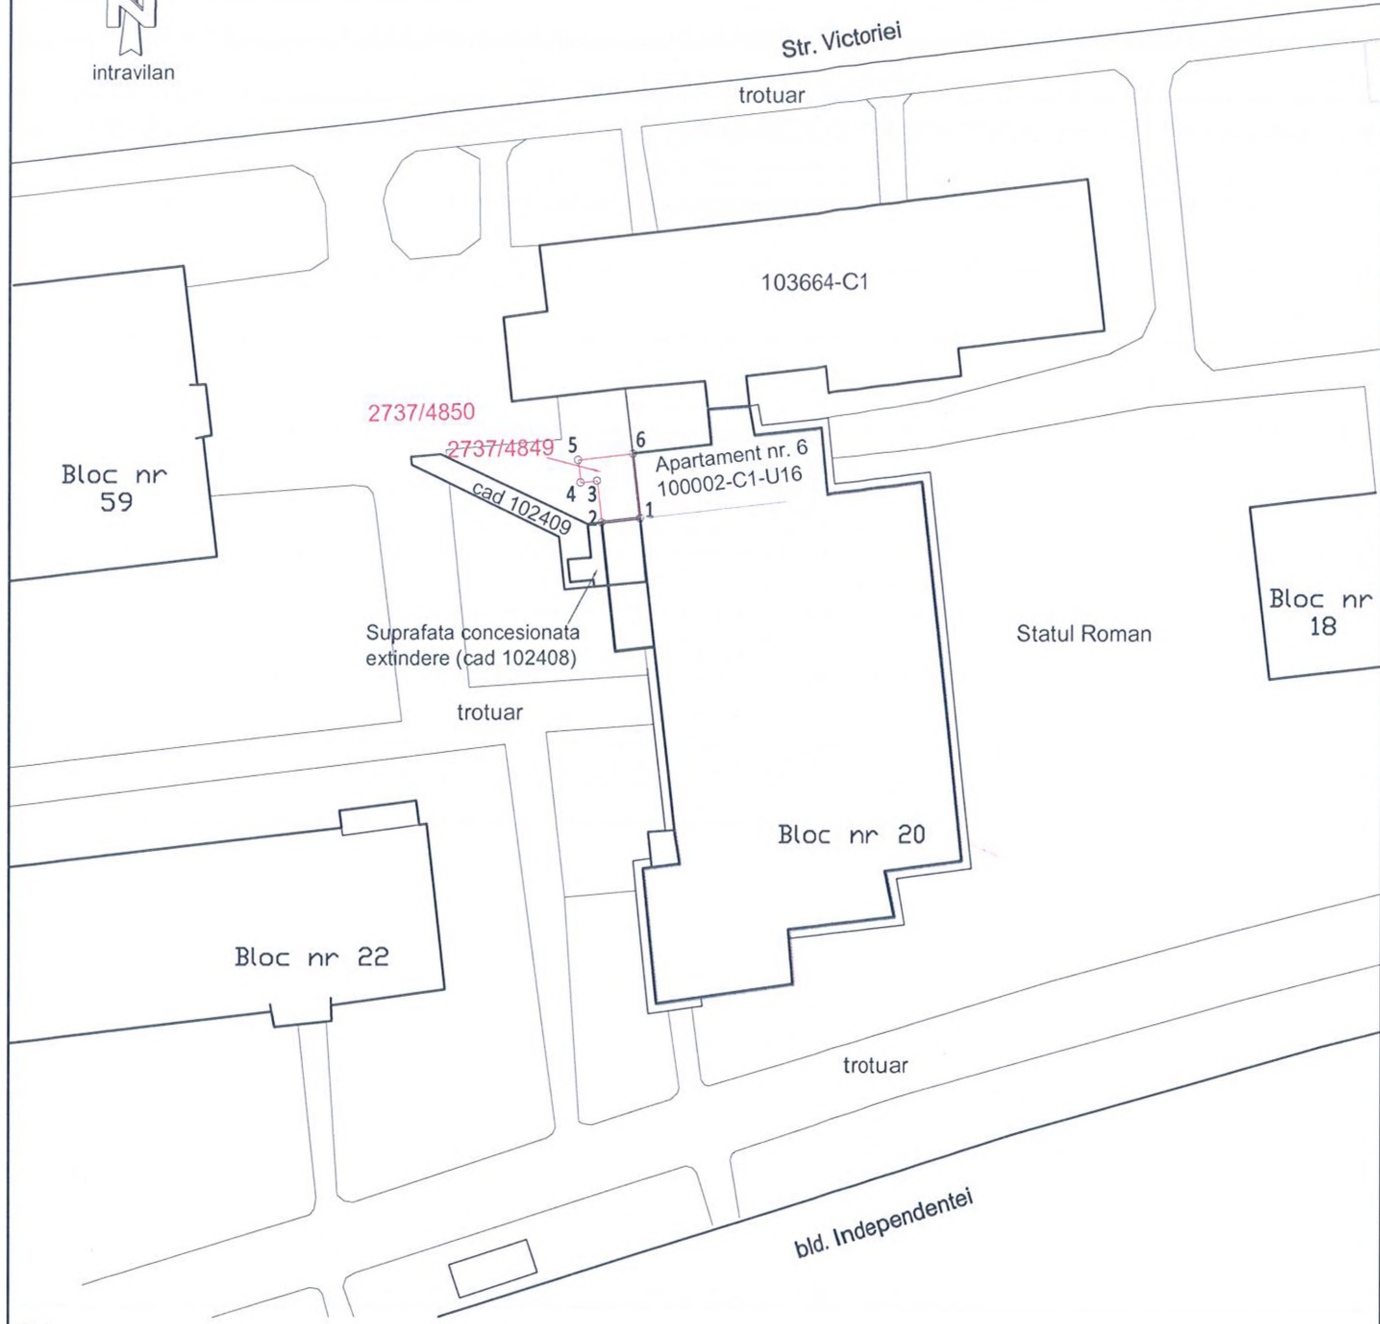 N
intravilan
Str. Victoriei
trotuar
103664-C1
2737/4850
2737/4849
5
6
Apartament nr. 6
100002-C1-U16
Bloc nr
59
cad 102409
4
3
2
1
Suprafata concesionata
extindere (cad 102408)
Statul Roman
Bloc nr
18
trotuar
Bloc nr 20
Bloc nr 22
trotuar
bld. Independentei